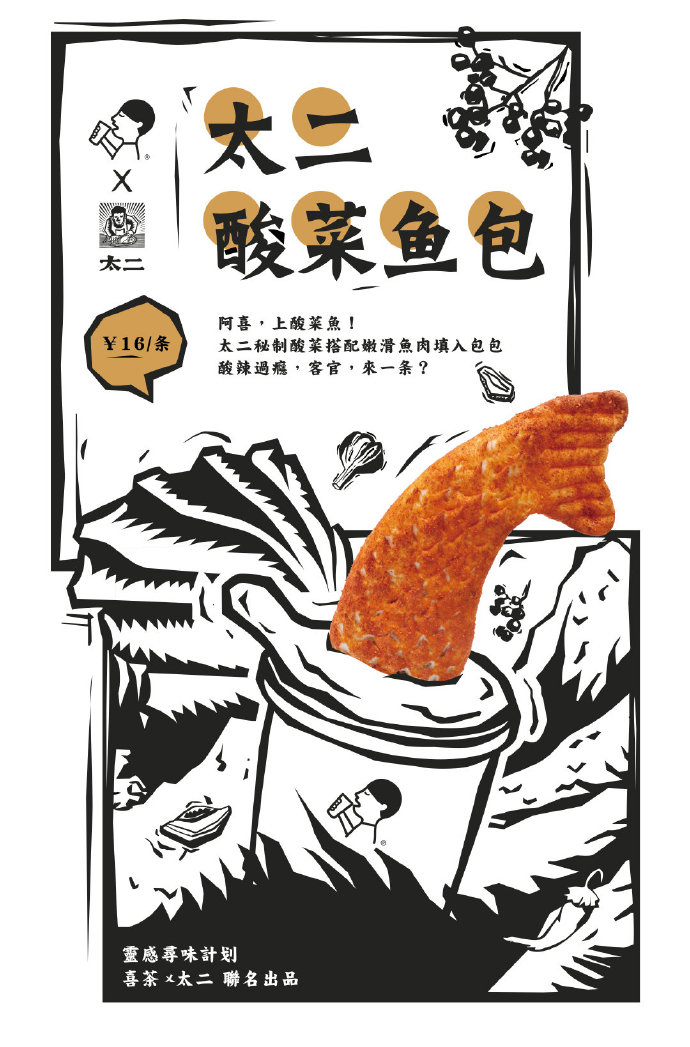 太二
酸菜鱼包
X
太二
¥16/条
阿喜，上酸菜魚！
太二秘制酸菜搭配嫩滑魚肉填入包包
酸辣過癮，客官，來一条？
靈感尋味計划
喜茶x太二 聯名出品